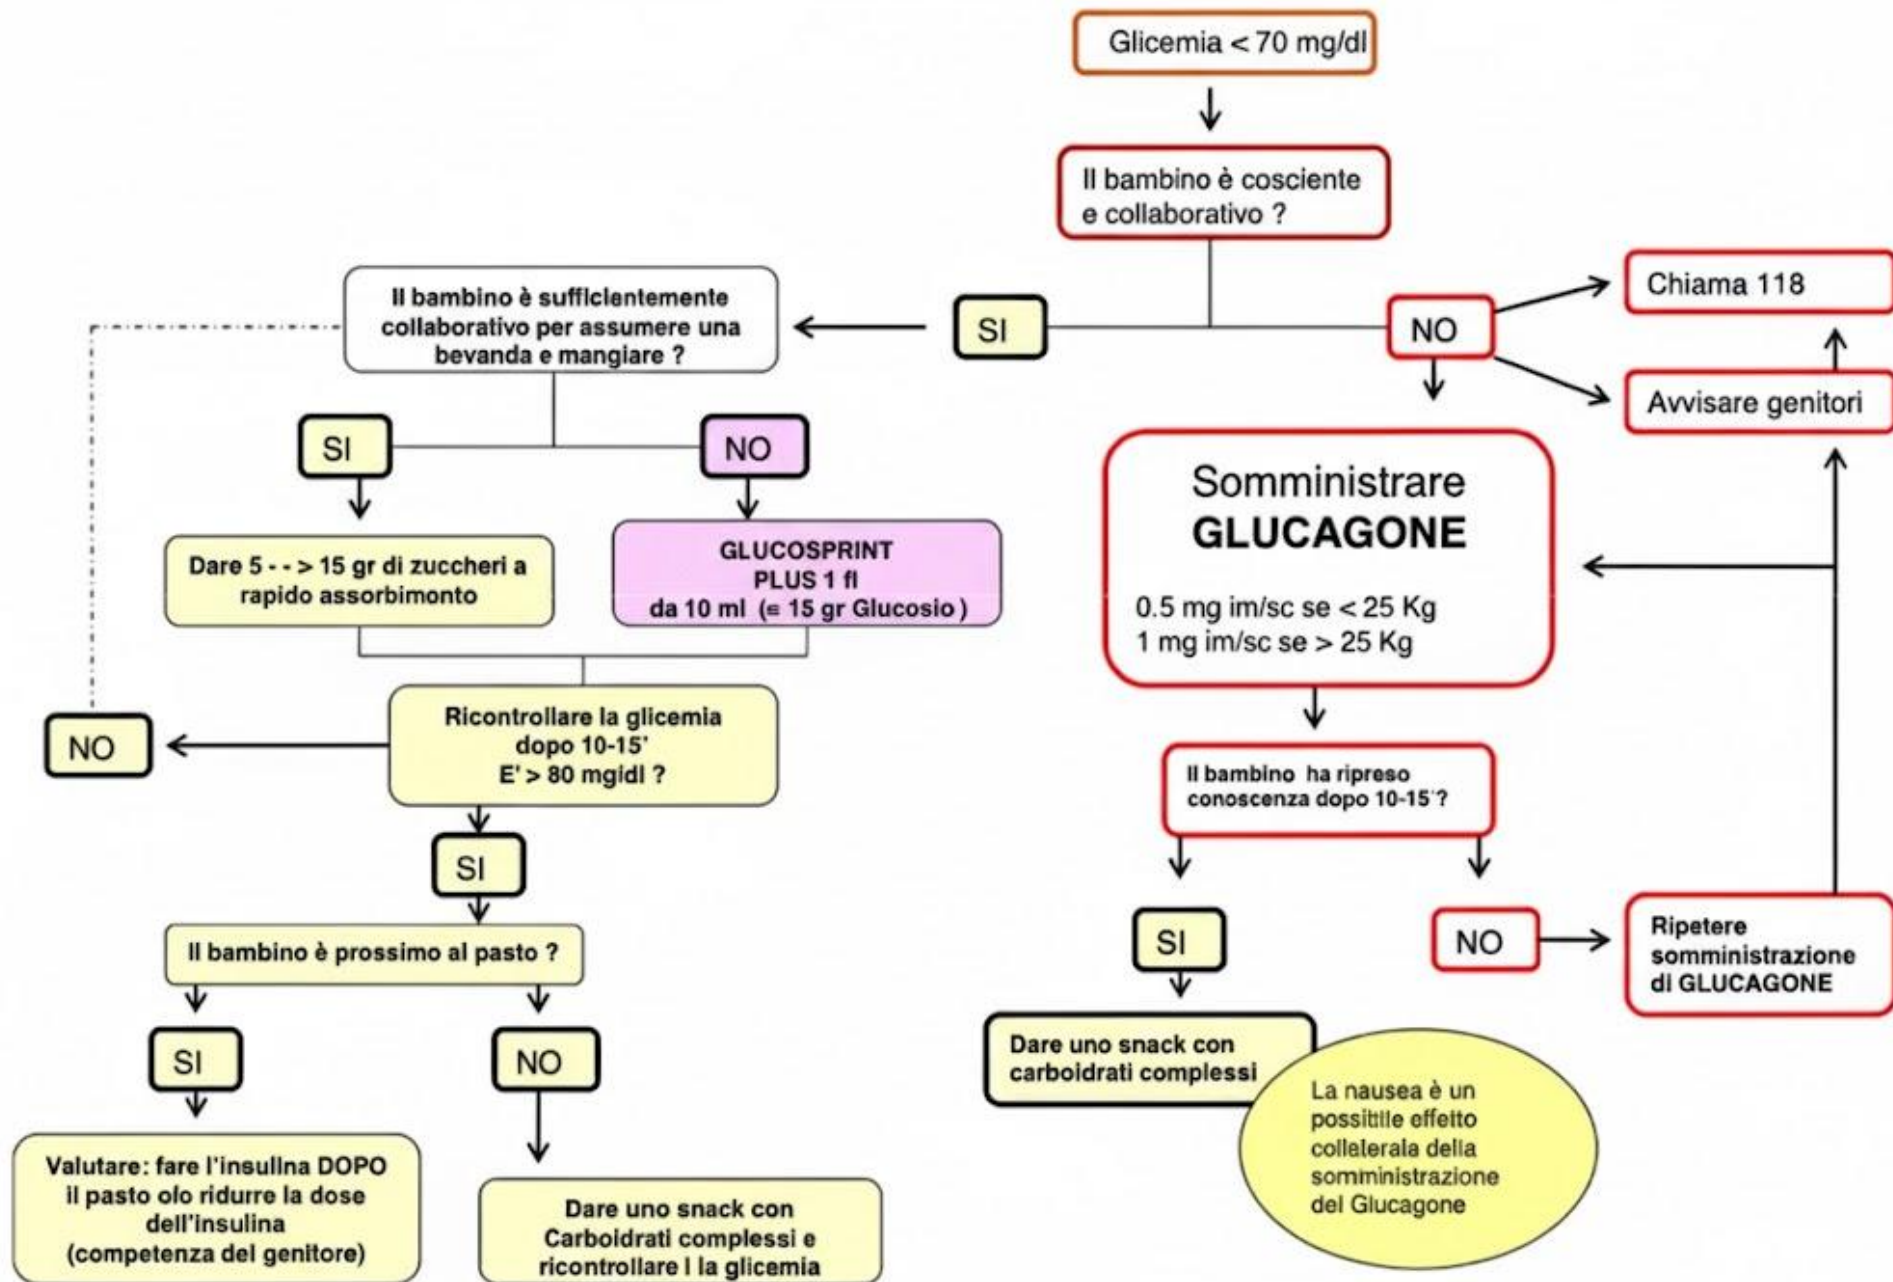 Glicemia < 70 mg/dl
Il bambino è cosciente
e collaborativo ?
SI
NO
Chiama 118
Avvisare genitori
Il bambino è sufficlentemente
collaborativo per assumere una
bevanda e mangiare ?
SI
NO
Dare 5 - - > 15 gr di zuccheri a
rapido assorbimonto
GLUCOSPRINT
PLUS 1 fl
da 10 ml (≡ 15 gr Glucosio )
Ricontrollare la glicemia
dopo 10-15'
E' > 80 mgidl ?
NO
SI
Il bambino è prossimo al pasto ?
SI
NO
Valutare: fare l'insullna DOPO
il pasto olo ridurre la dose
dell'insulina
(competenza del genitore)
Dare uno snack con
Carboidrati complessi e
ricontrollare l la glicemia
Somministrare
GLUCAGONE
0.5 mg im/sc se < 25 Kg
1 mg im/sc se > 25 Kg
Il bambino ha ripreso
conoscenza dopo 10-15'?
SI
NO
Ripetere
somministrazione
di GLUCAGONE
Dare uno snack con
carboidrati complessi
La nausea è un
possittile effetto
collelerala della
somministrazione
del Glucagone